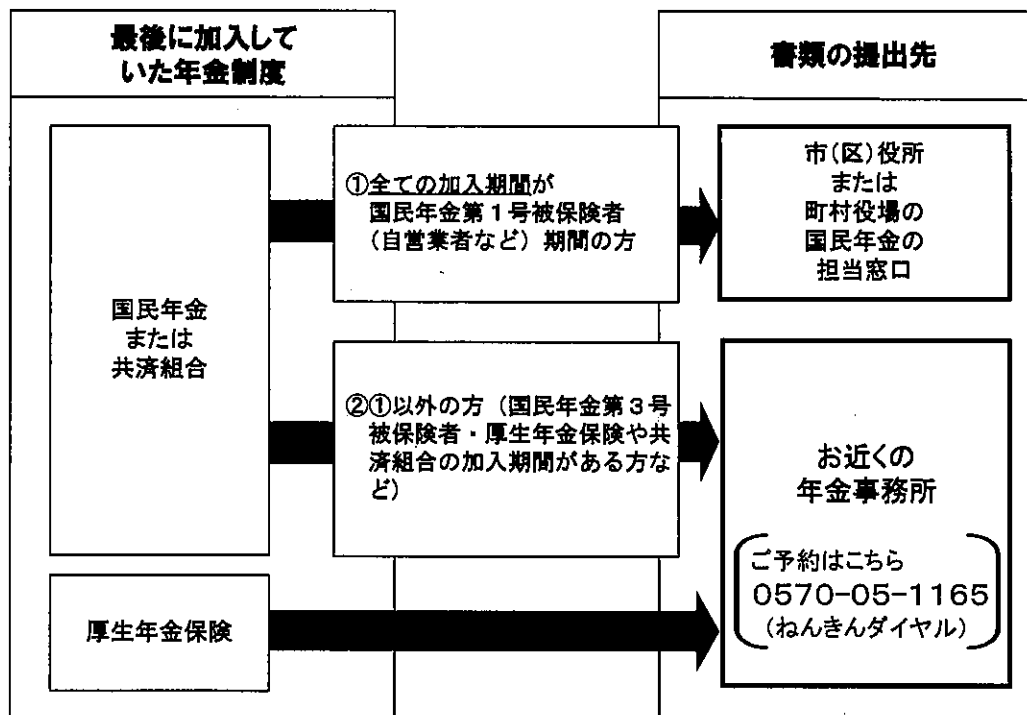 最後に加入して
いた年金制度
書類の提出先
国民年金
または
共済組合
①全ての加入期間が
国民年金第１号被保険者
（自営業者など）期間の方
市(区)役所
または
町村役場の
国民年金の
担当窓口
②①以外の方（国民年金第３号
被保険者・厚生年金保険や共
済組合の加入期間がある方な
ど）
お近くの
年金事務所
ご予約はこちら
0570-05-1165
(ねんきんダイヤル)
厚生年金保険